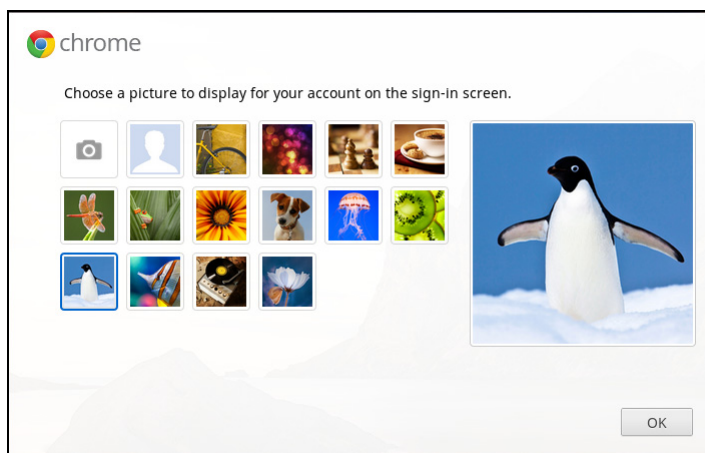 chrome
Choose a picture to display for your account on the sign-in screen.
OK